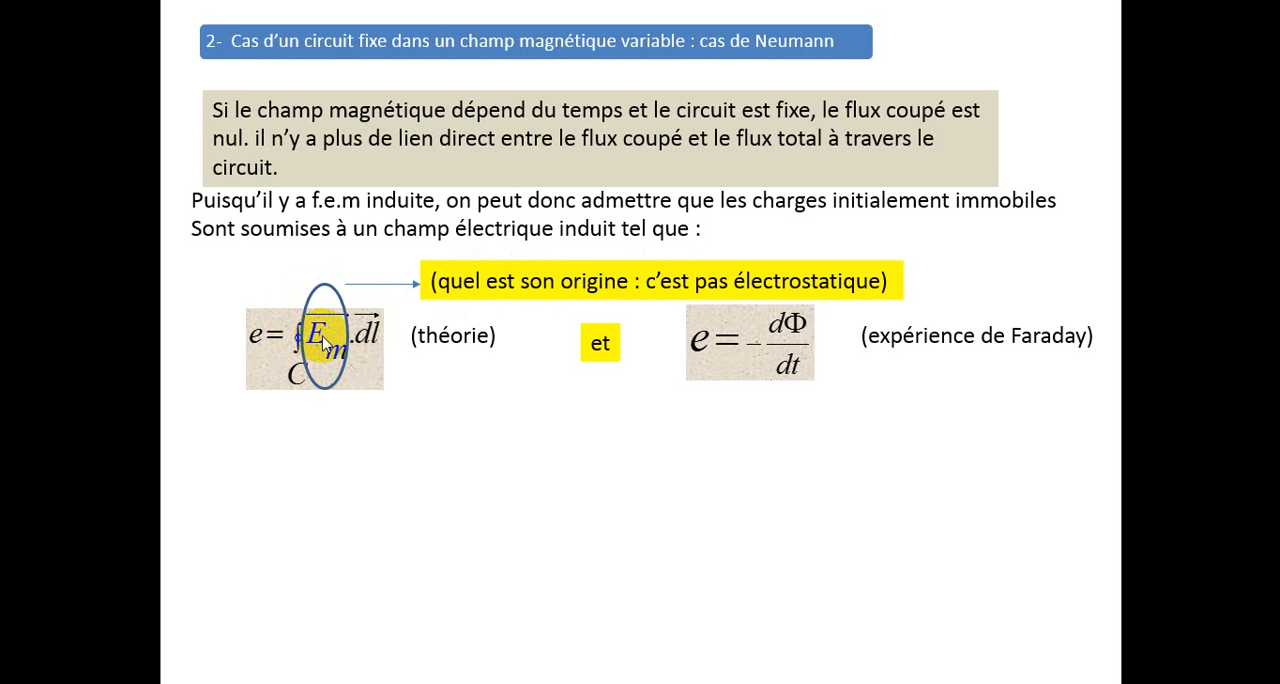 2- Cas d’un circuit fixe dans un champ magnétique variable : cas de Neumann
Si le champ magnétique dépend du temps et le circuit est fixe, le flux coupé est
nul. il n’y a plus de lien direct entre le flux coupé et le flux total à travers le
circuit.
Puisqu’il y a f.e.m induite, on peut donc admettre que les charges initialement immobiles
Sont soumises à un champ électrique induit tel que :
(quel est son origine : c’est pas électrostatique)
e = ∮_C E⃗_m . dl⃗ (théorie) et e = − dΦ/dt (expérience de Faraday)